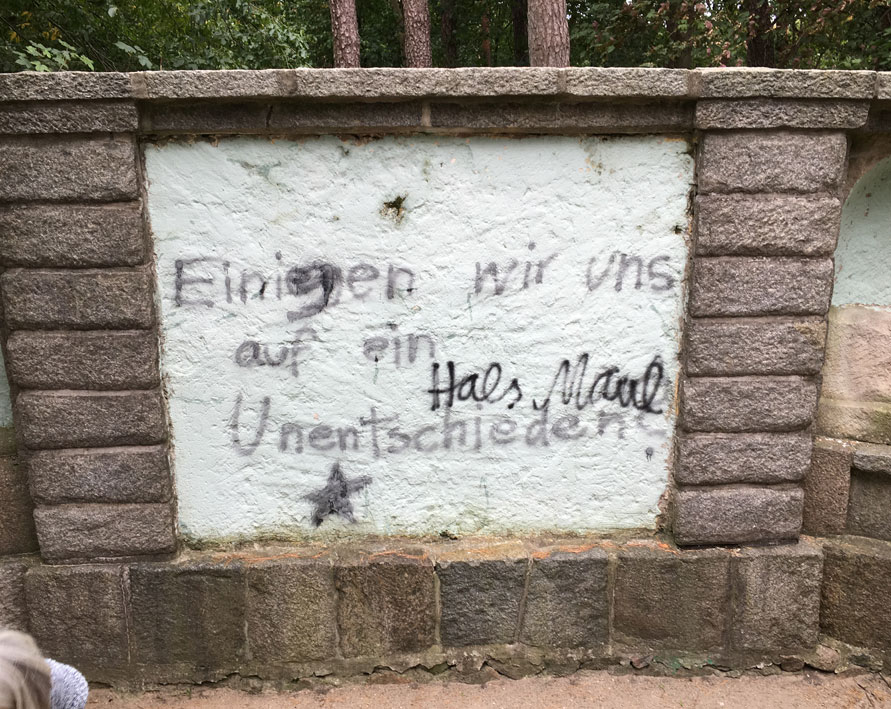 Einigen wir uns
auf ein
Hals Maul
Unentschieden?